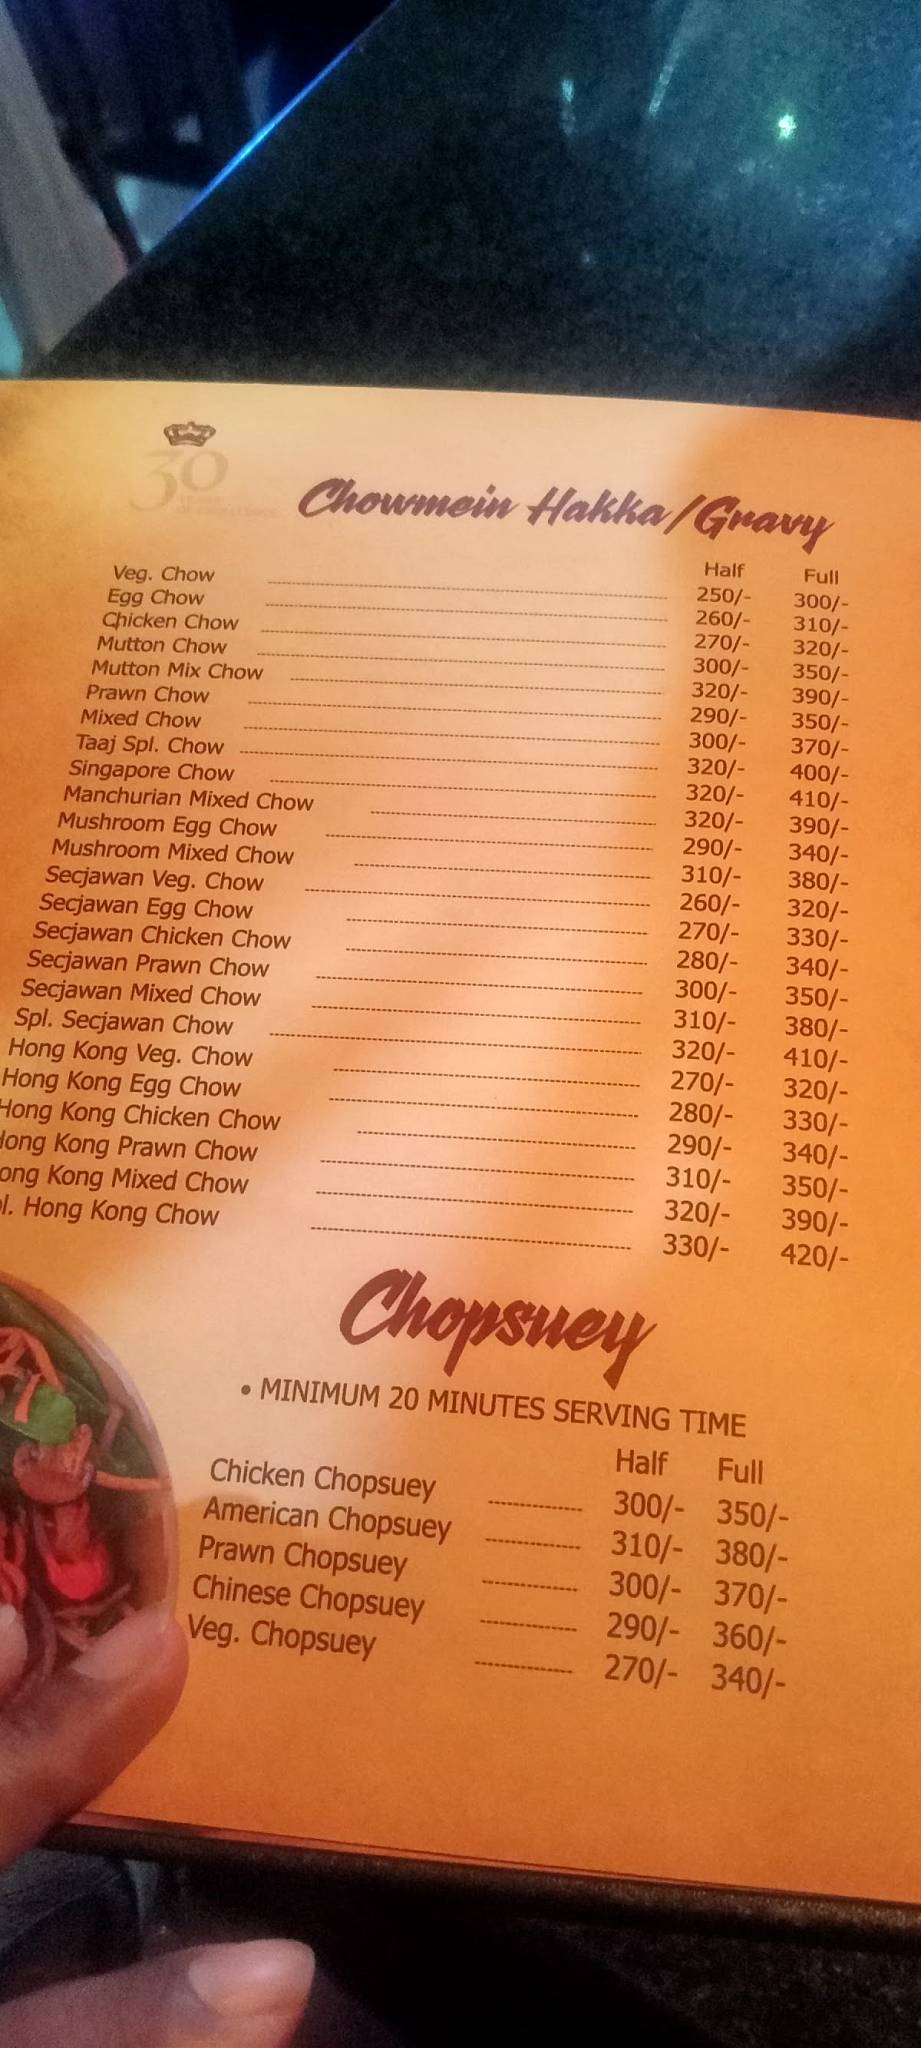 30
Chowmein Hakka/Gravy
Half Full
Veg. Chow 250/- 300/-
Egg Chow 260/- 310/-
Chicken Chow 270/- 320/-
Mutton Chow 300/- 350/-
Mutton Mix Chow 320/- 390/-
Prawn Chow 290/- 350/-
Mixed Chow 300/- 370/-
Taaj Spl. Chow 320/- 400/-
Singapore Chow 320/- 410/-
Manchurian Mixed Chow 320/- 390/-
Mushroom Egg Chow 290/- 340/-
Mushroom Mixed Chow 310/- 380/-
Secjawan Veg. Chow 260/- 320/-
Secjawan Egg Chow 270/- 330/-
Secjawan Chicken Chow 280/- 340/-
Secjawan Prawn Chow 300/- 350/-
Secjawan Mixed Chow 310/- 380/-
Spl. Secjawan Chow 320/- 410/-
Hong Kong Veg. Chow 270/- 320/-
Hong Kong Egg Chow 280/- 330/-
Hong Kong Chicken Chow 290/- 340/-
Hong Kong Prawn Chow 310/- 350/-
ong Kong Mixed Chow 320/- 390/-
l. Hong Kong Chow 330/- 420/-
Chopsuey
• MINIMUM 20 MINUTES SERVING TIME
Half Full
Chicken Chopsuey 300/- 350/-
American Chopsuey 310/- 380/-
Prawn Chopsuey 300/- 370/-
Chinese Chopsuey 290/- 360/-
Veg. Chopsuey 270/- 340/-